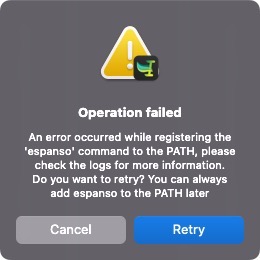 Operation failed
An error occurred while registering the
'espanso' command to the PATH, please
check the logs for more information.
Do you want to retry? You can always
add espanso to the PATH later
Cancel
Retry